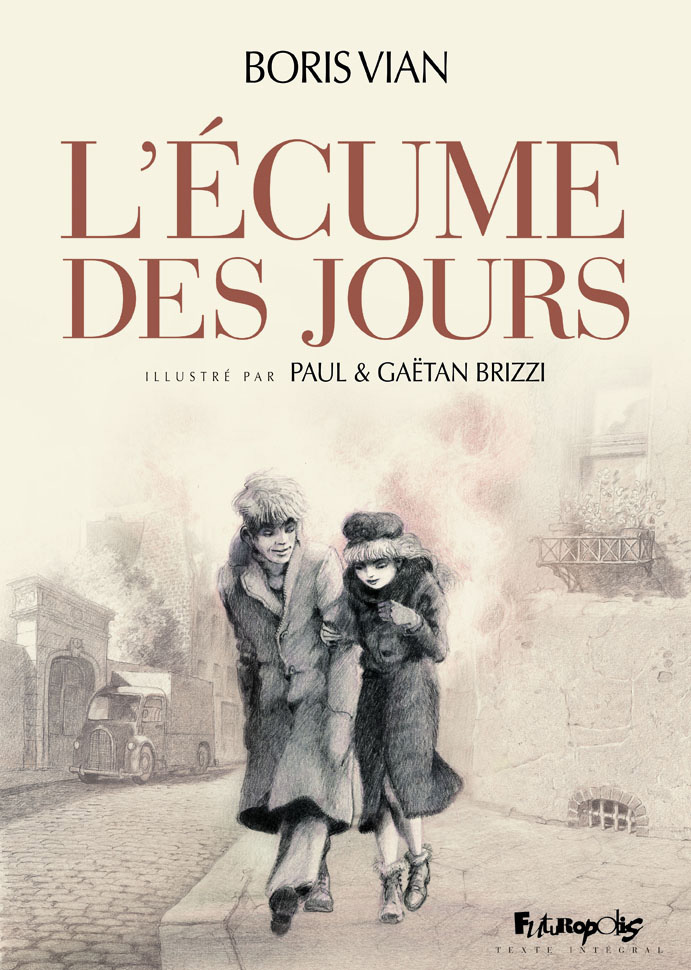 BORIS VIAN
L'ÉCUME
DES JOURS
ILLUSTRÉ PAR PAUL & GAËTAN BRIZZI
FUTUROPOLIS
TEXTE INTÉGRAL